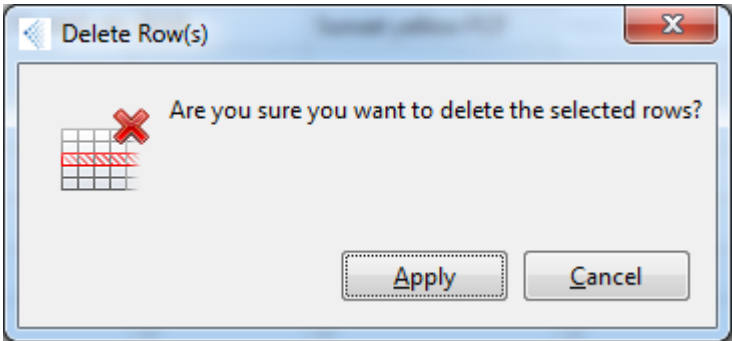 Delete Row(s)
Are you sure you want to delete the selected rows?
Apply
Cancel